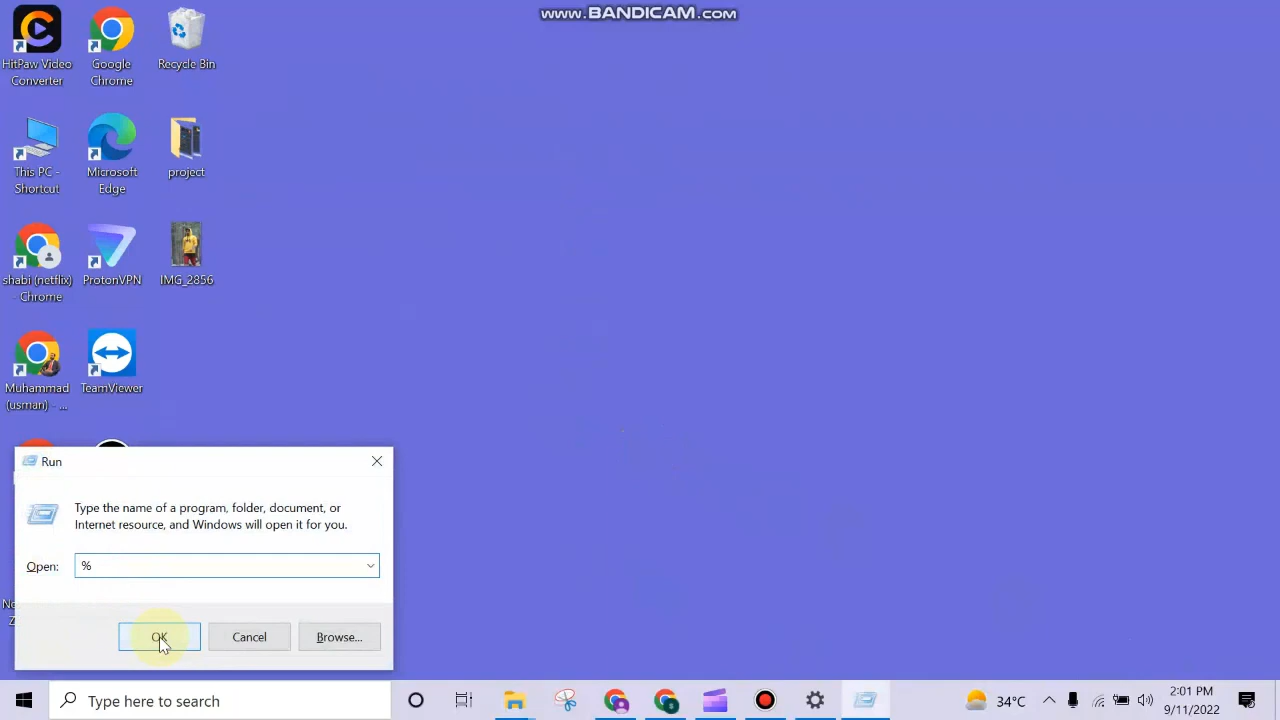 www.BANDICAM.com
HitPaw Video
Converter
Google
Chrome
Recycle Bin
This PC -
Shortcut
Microsoft
Edge
project
shabi (netflix)
- Chrome
ProtonVPN
IMG_2856
Muhammad
(usman) - ...
TeamViewer
Run
Type the name of a program, folder, document, or
Internet resource, and Windows will open it for you.
Open:
%
OK
Cancel
Browse...
Type here to search
34°C
2:01 PM
9/11/2022